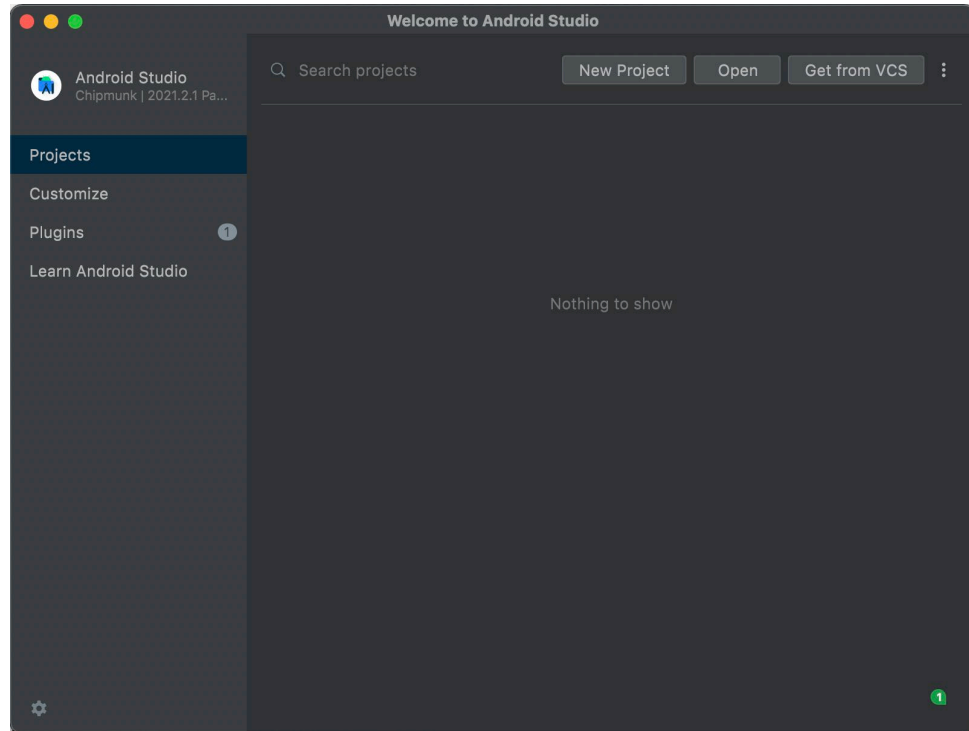 Welcome to Android Studio
Android Studio
Chipmunk | 2021.2.1 Pa...
Search projects
New Project
Open
Get from VCS
Projects
Customize
Plugins
1
Learn Android Studio
Nothing to show
1